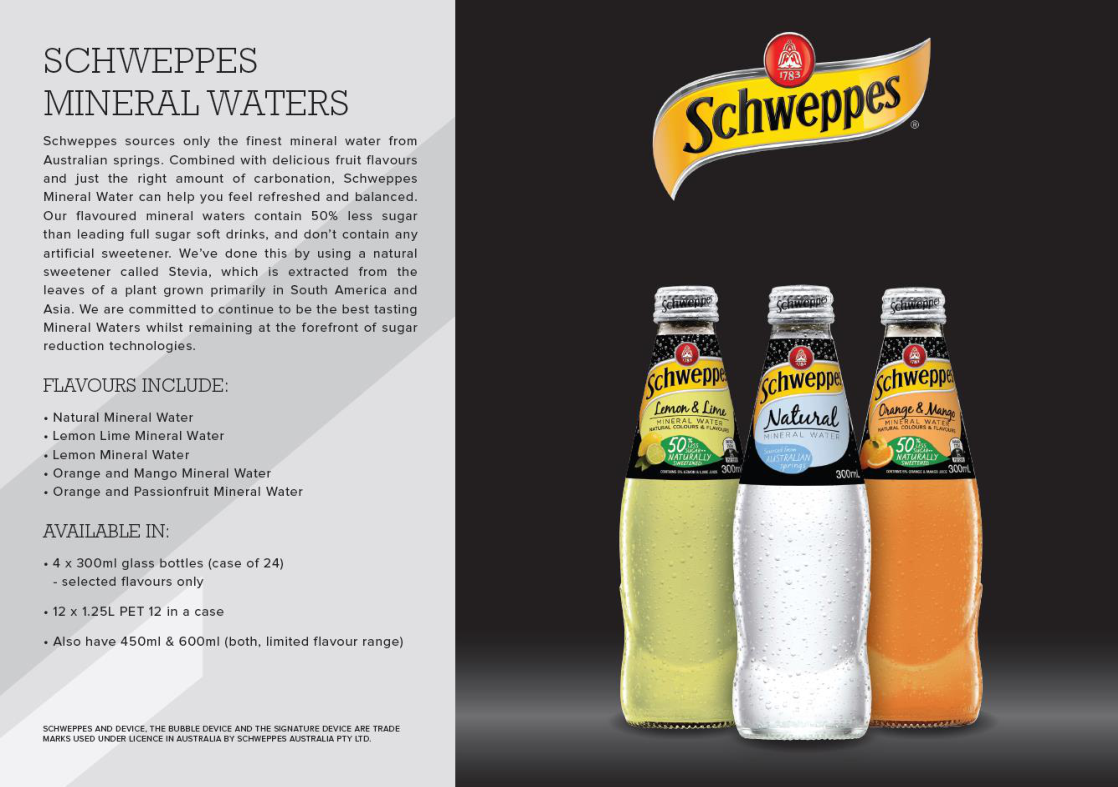 SCHWEPPES
MINERAL WATERS
Schweppes sources only the finest mineral water from
Australian springs. Combined with delicious fruit flavours
and just the right amount of carbonation, Schweppes
Mineral Water can help you feel refreshed and balanced.
Our flavoured mineral waters contain 50% less sugar
than leading full sugar soft drinks, and don't contain any
artificial sweetener. We've done this by using a natural
sweetener called Stevia, which is extracted from the
leaves of a plant grown primarily in South America and
Asia. We are committed to continue to be the best tasting
Mineral Waters whilst remaining at the forefront of sugar
reduction technologies.
FLAVOURS INCLUDE:
• Natural Mineral Water
• Lemon Lime Mineral Water
• Lemon Mineral Water
• Orange and Mango Mineral Water
• Orange and Passionfruit Mineral Water
AVAILABLE IN:
• 4 x 300ml glass bottles (case of 24)
- selected flavours only
• 12 x 1.25L PET 12 in a case
• Also have 450ml & 600ml (both, limited flavour range)
SCHWEPPES AND DEVICE, THE BUBBLE DEVICE AND THE SIGNATURE DEVICE ARE TRADE
MARKS USED UNDER LICENCE IN AUSTRALIA BY SCHWEPPES AUSTRALIA PTY LTD.
1783
Schweppes
®
Schweppes
Schweppe
Lemon & Lime
MINERAL WATER
NATURAL COLOURS & FLAVOURS
50% LESS SUGAR
NATURALLY
SWEETENED
300m
Schweppes
Schweppes
Natural
MINERAL WATER
Sourced from
AUSTRALIAN
springs
300mL
Schweppes
Schweppes
Orange & Mango
MINERAL WATER
NATURAL COLOURS & FLAVOURS
50% LESS SUGAR
NATURALLY
SWEETENED
300mL